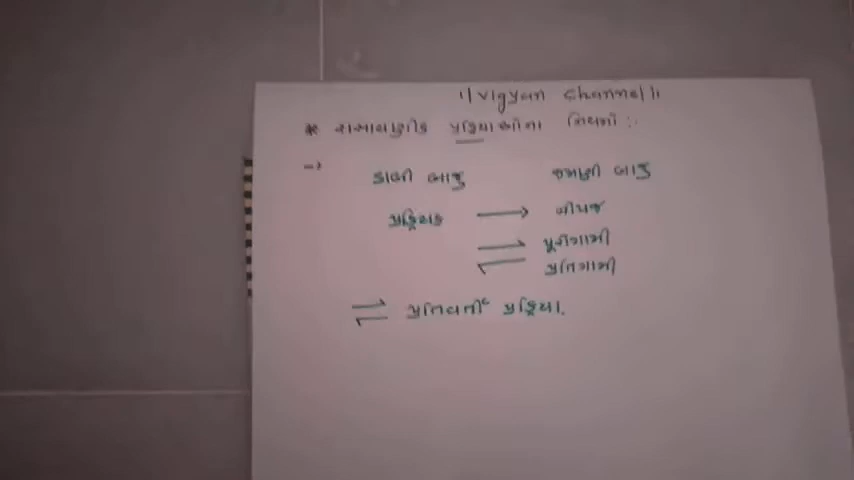 ।। Vigyan Channel ।।
* રાસાયણીક પ્રક્રિયાઓના નિયમો :-
→ ડાબી બાજુ જમણી બાજુ
પ્રક્રિયક → નીપજ
⇌ પૂરોગામી
પ્રતિગામી
⇌ પ્રતિવર્તી પ્રક્રિયા.